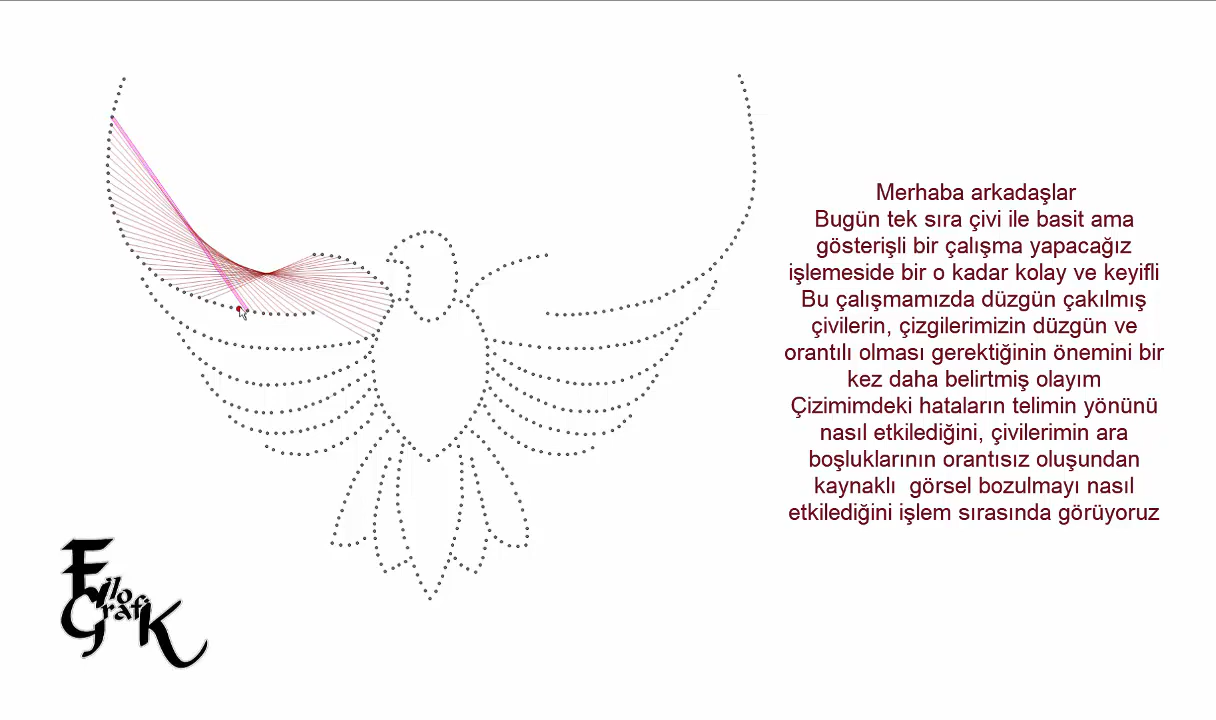 Merhaba arkadaşlar
Bugün tek sıra çivi ile basit ama
gösterişli bir çalışma yapacağız
işlemeside bir o kadar kolay ve keyifli
Bu çalışmamızda düzgün çakılmış
çivilerin, çizgilerimizin düzgün ve
orantılı olması gerektiğinin önemini bir
kez daha belirtmiş olayım
Çizimimdeki hataların telimin yönünü
nasıl etkilediğini, çivilerimin ara
boşluklarının orantısız oluşundan
kaynaklı  görsel bozulmayı nasıl
etkilediğini işlem sırasında görüyoruz
Filo
GrafiK